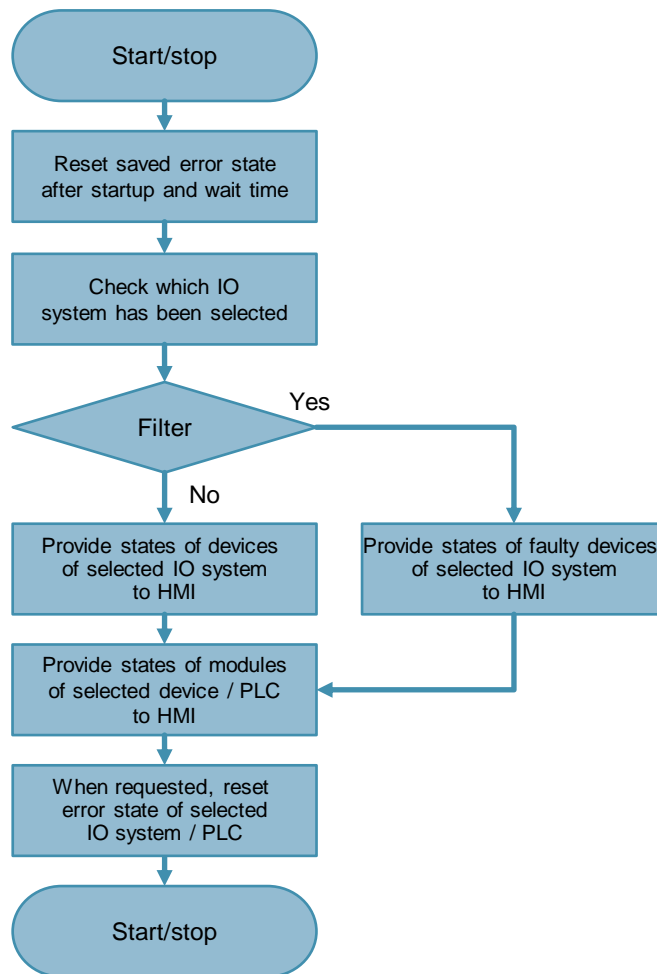 Start/stop
Reset saved error state
after startup and wait time
Check which IO
system has been selected
Filter
Yes
No
Provide states of devices
of selected IO system
to HMI
Provide states of faulty devices
of selected IO system
to HMI
Provide states of modules
of selected device / PLC
to HMI
When requested, reset
error state of selected
IO system / PLC
Start/stop